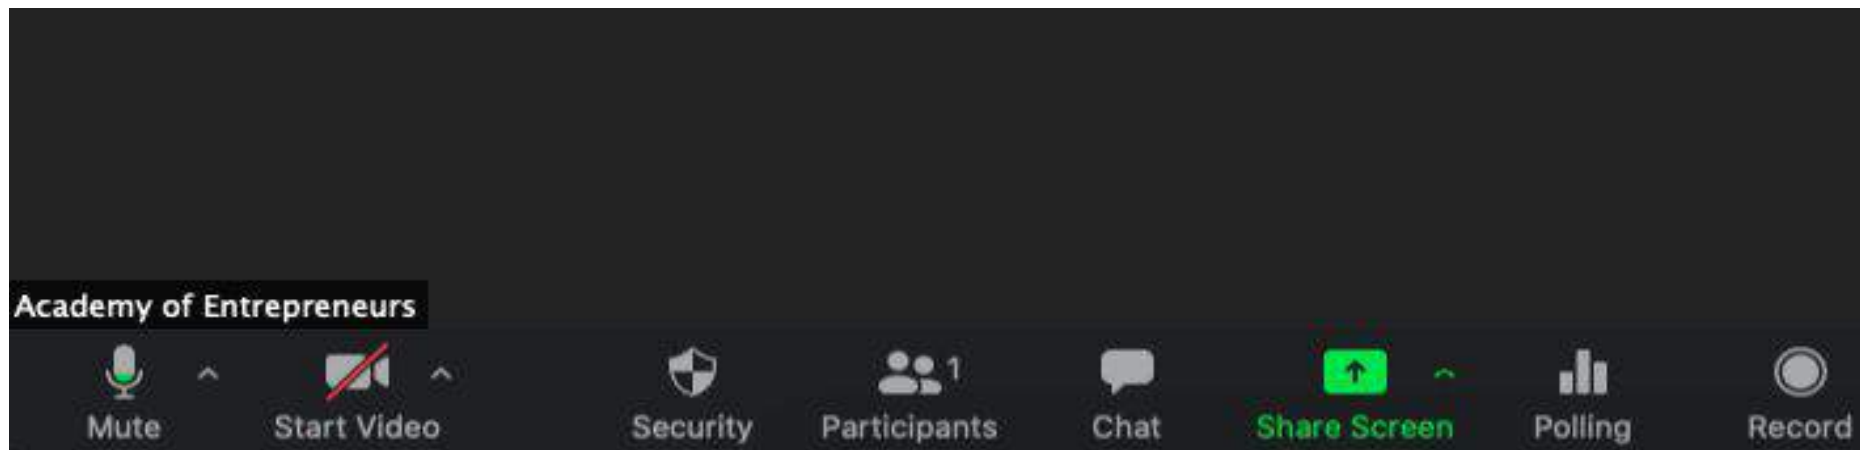 Academy of Entrepreneurs
1
Mute Start Video Security Participants Chat Share Screen Polling Record